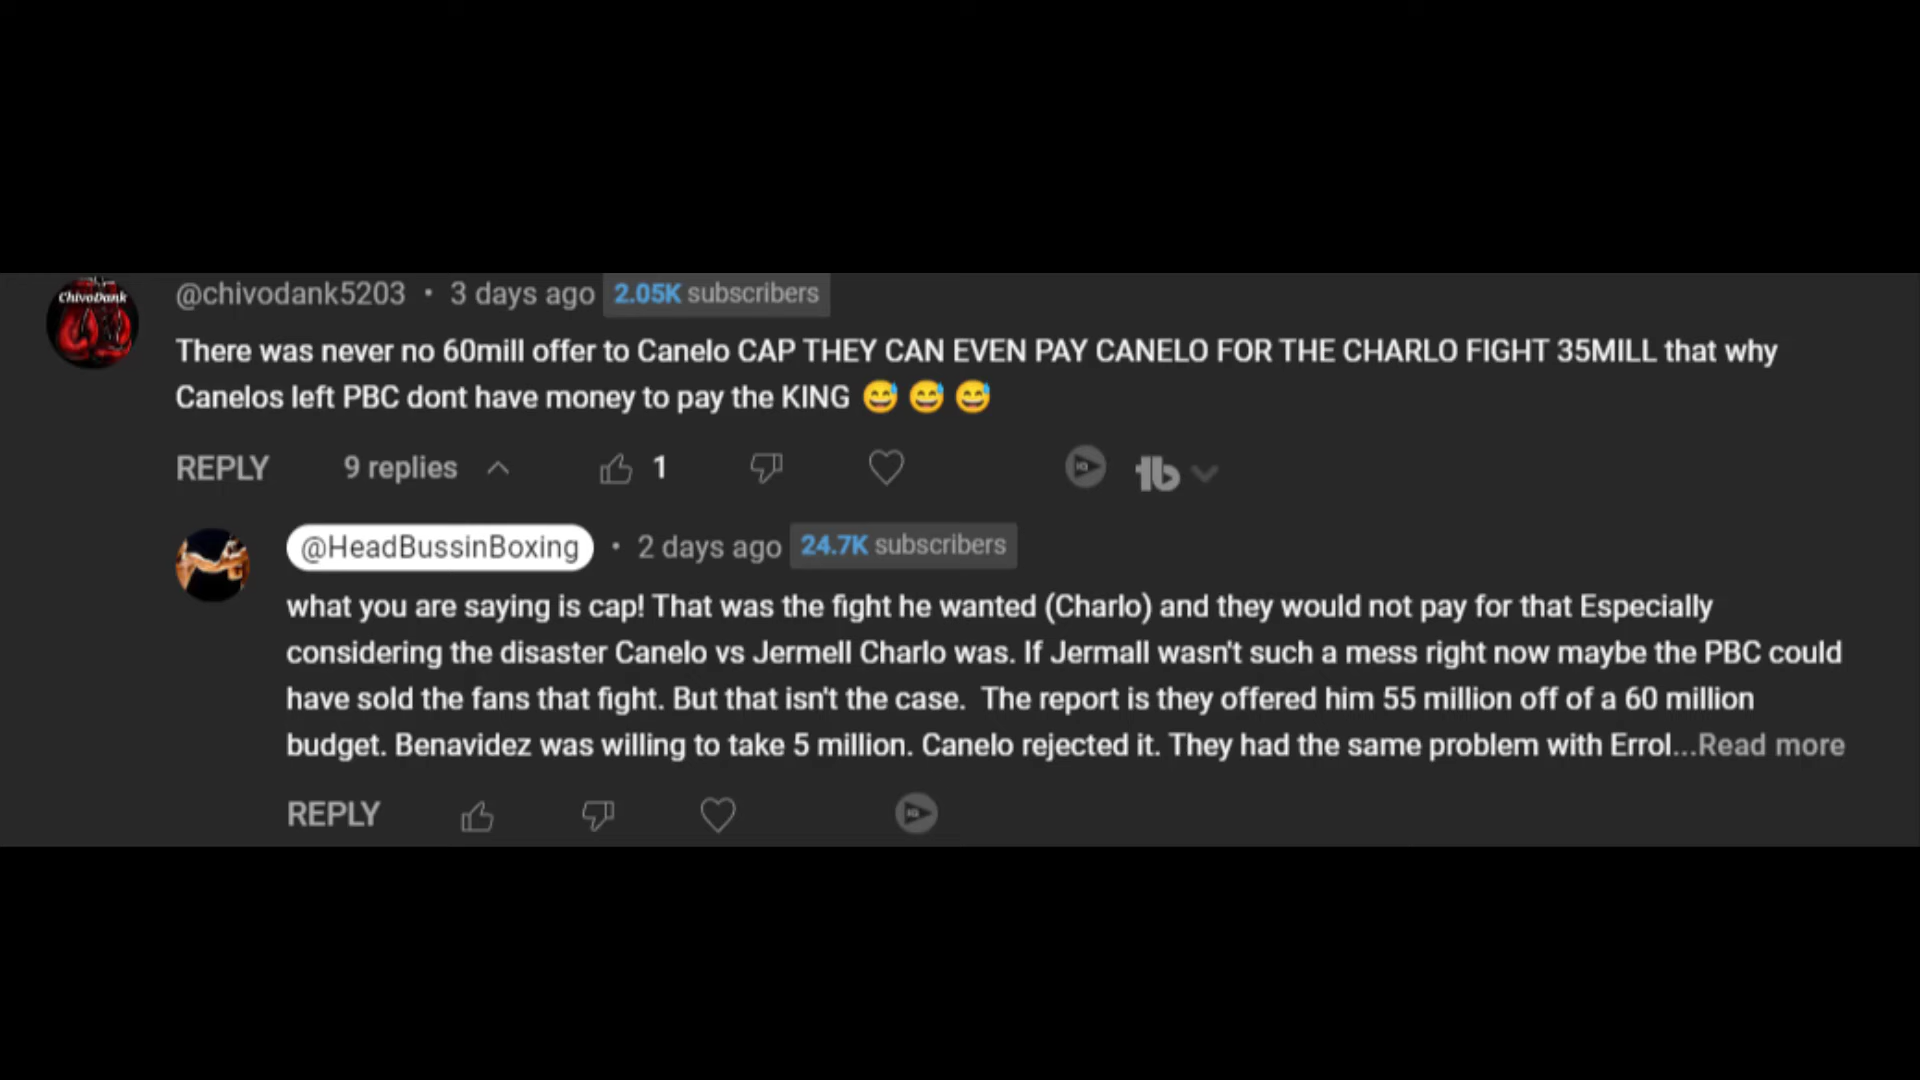 ChivoDank
@chivodank5203 • 3 days ago 2.05K subscribers
There was never no 60mill offer to Canelo CAP THEY CAN EVEN PAY CANELO FOR THE CHARLO FIGHT 35MILL that why
Canelos left PBC dont have money to pay the KING 😅 😅 😅
REPLY 9 replies 1
IQ tb
@HeadBussinBoxing • 2 days ago 24.7K subscribers
what you are saying is cap! That was the fight he wanted (Charlo) and they would not pay for that Especially
considering the disaster Canelo vs Jermell Charlo was. If Jermall wasn't such a mess right now maybe the PBC could
have sold the fans that fight. But that isn't the case.  The report is they offered him 55 million off of a 60 million
budget. Benavidez was willing to take 5 million. Canelo rejected it. They had the same problem with Errol...Read more
REPLY IQ